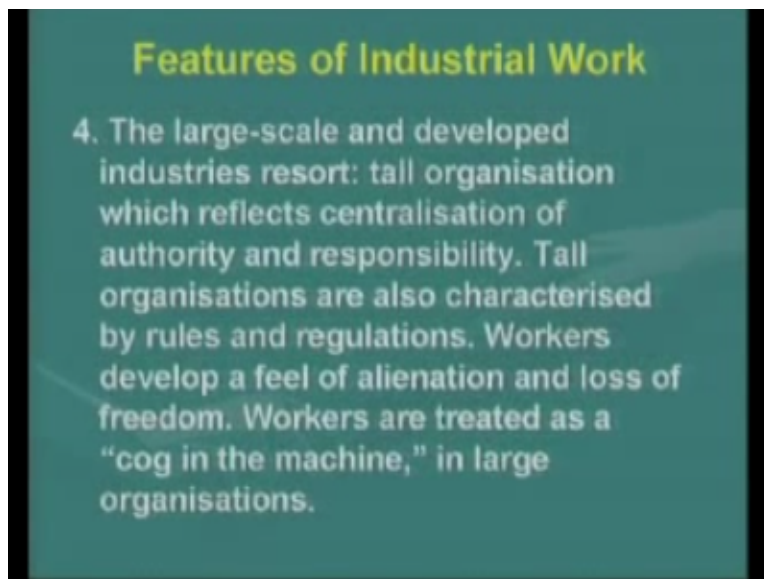 Features of Industrial Work
4. The large-scale and developed
industries resort: tall organisation
which reflects centralisation of
authority and responsibility. Tall
organisations are also characterised
by rules and regulations. Workers
develop a feel of alienation and loss of
freedom. Workers are treated as a
“cog in the machine,” in large
organisations.